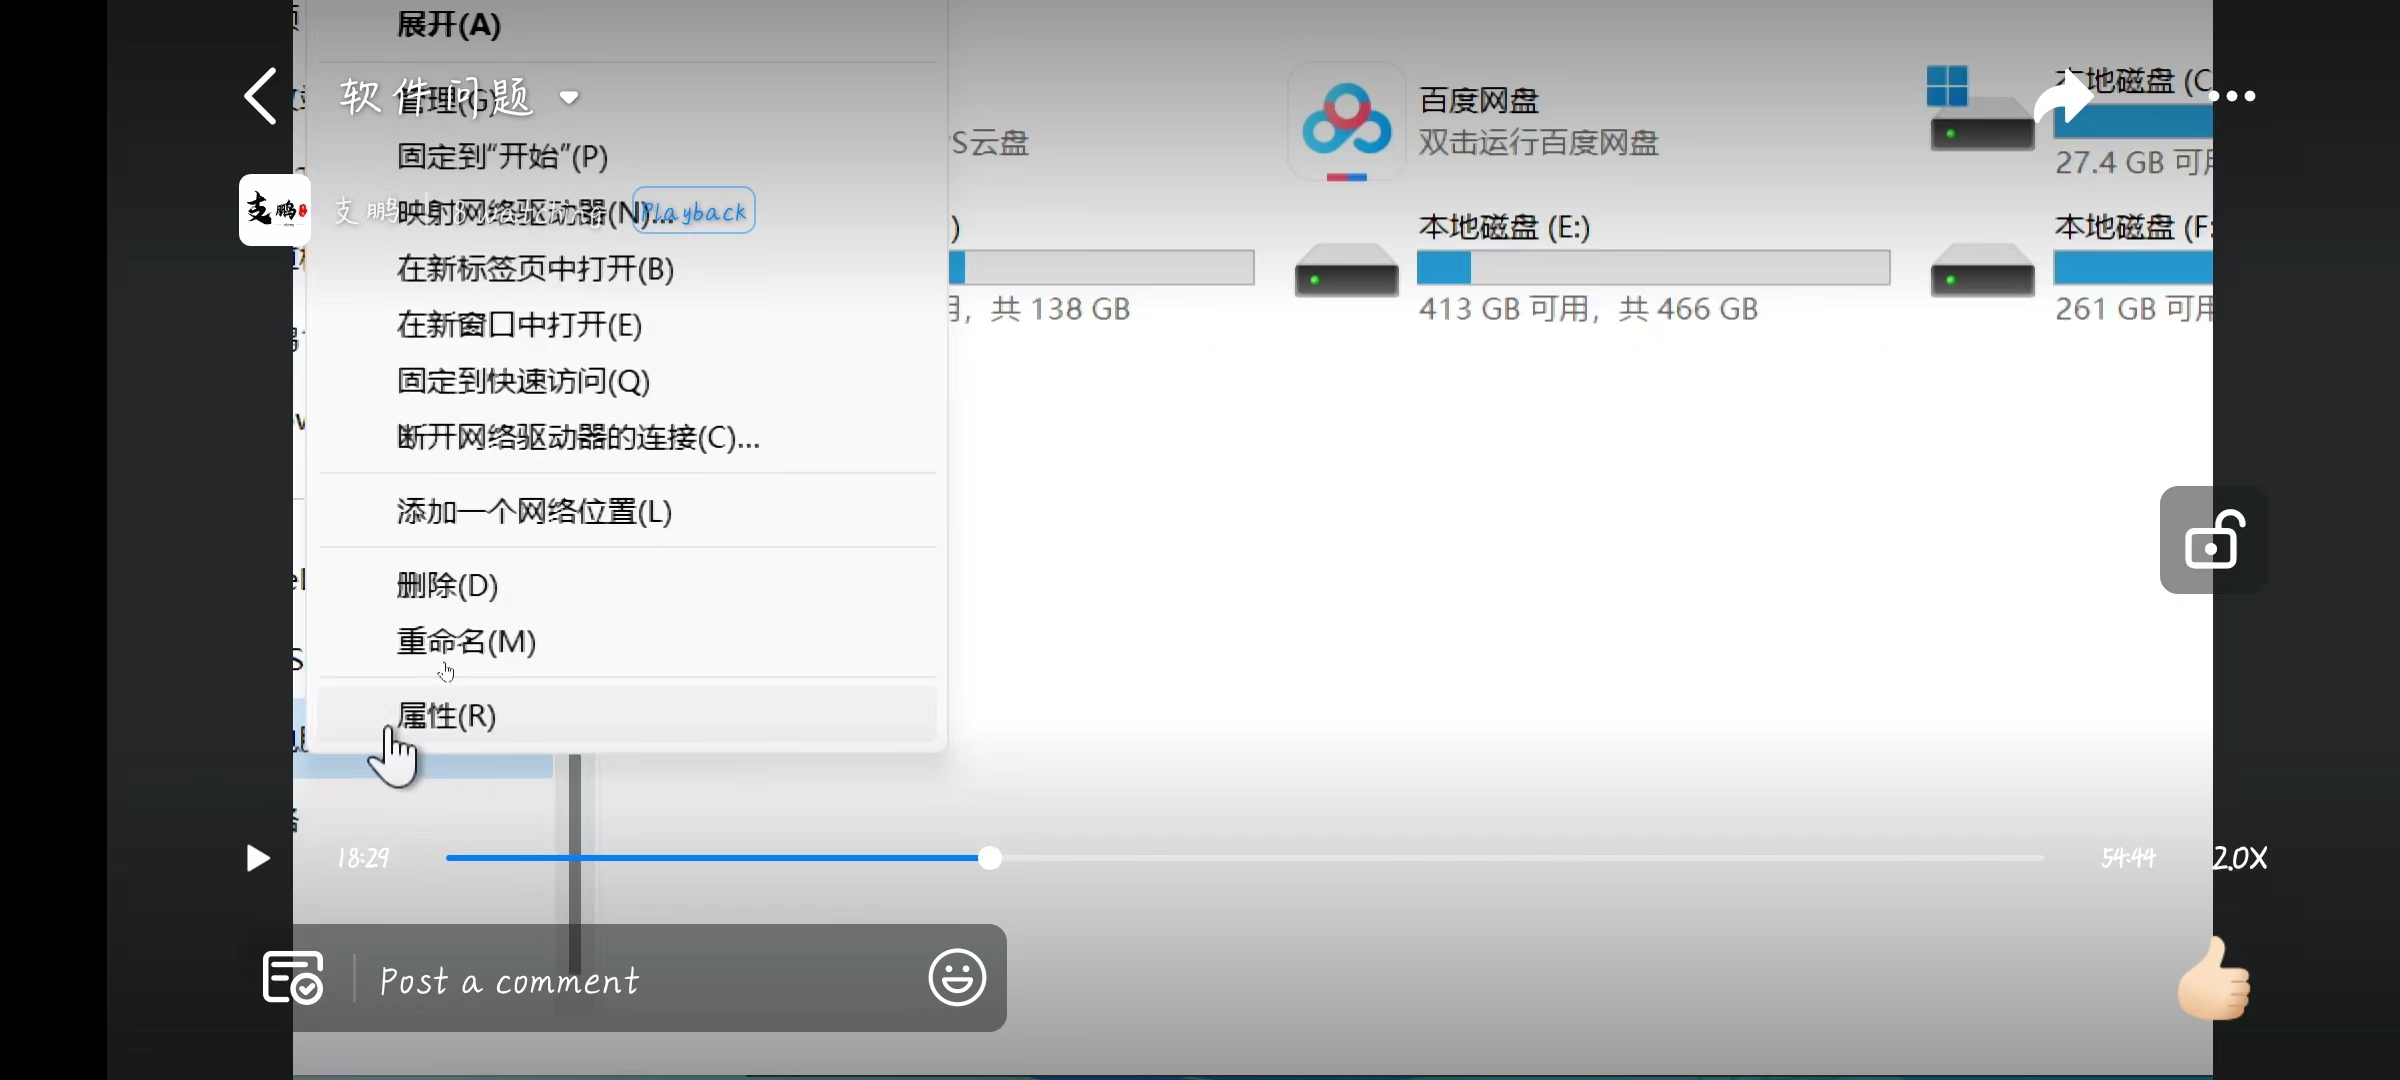 展开(A)
软件问题
管理(G)
固定到“开始”(P)
支鹏
支鹏
映射网络驱动器(N)...
Playback
在新标签页中打开(B)
在新窗口中打开(E)
固定到快速访问(Q)
断开网络驱动器的连接(C)...
添加一个网络位置(L)
删除(D)
重命名(M)
属性(R)
S云盘
百度网盘
双击运行百度网盘
本地磁盘 (C
27.4 GB 可用
)
用，共 138 GB
本地磁盘 (E:)
413 GB 可用，共 466 GB
本地磁盘 (F:
261 GB 可用
18:29
54:44
2.0X
Post a comment